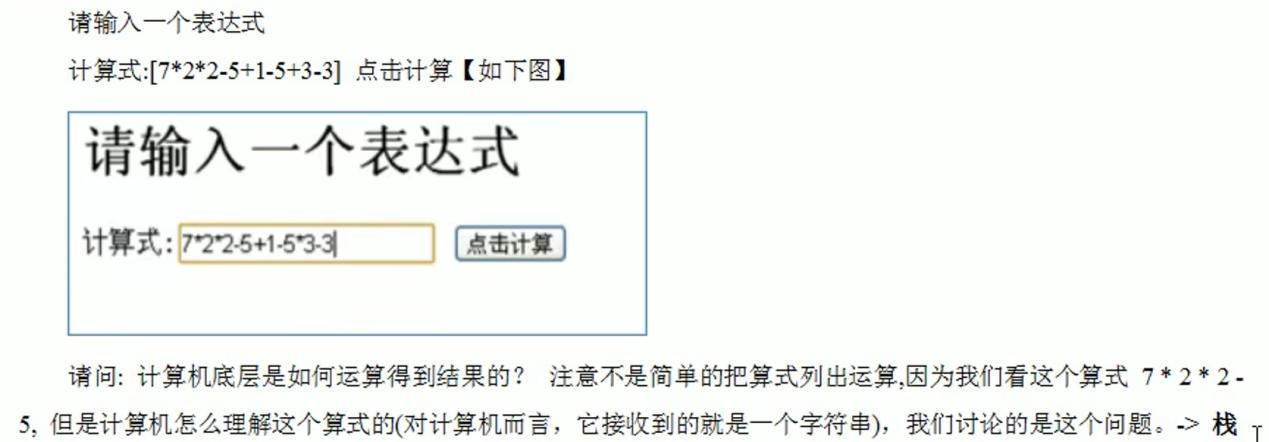 请输入一个表达式
计算式:[7*2*2-5+1-5+3-3] 点击计算【如下图】
请输入一个表达式
计算式: 7*2*2-5+1-5*3-3 点击计算
请问: 计算机底层是如何运算得到结果的? 注意不是简单的把算式列出运算,因为我们看这个算式 7 * 2 * 2 -
5, 但是计算机怎么理解这个算式的(对计算机而言,它接收到的就是一个字符串),我们讨论的是这个问题。-> 栈